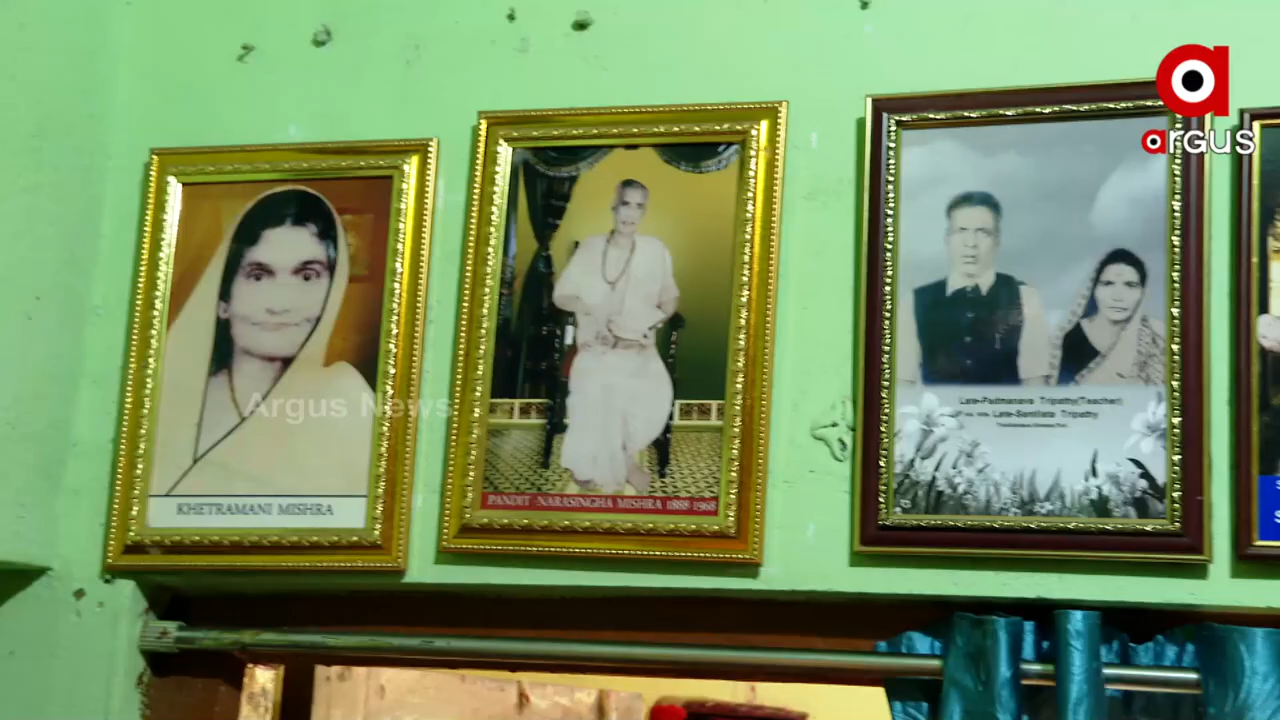 argus
Argus News
KHETRAMANI MISHRA
PANDIT NARASINGHA MISHRA 1888 1968
Late-Padmanava Tripathy(Teacher)
Late-Santilata Tripathy